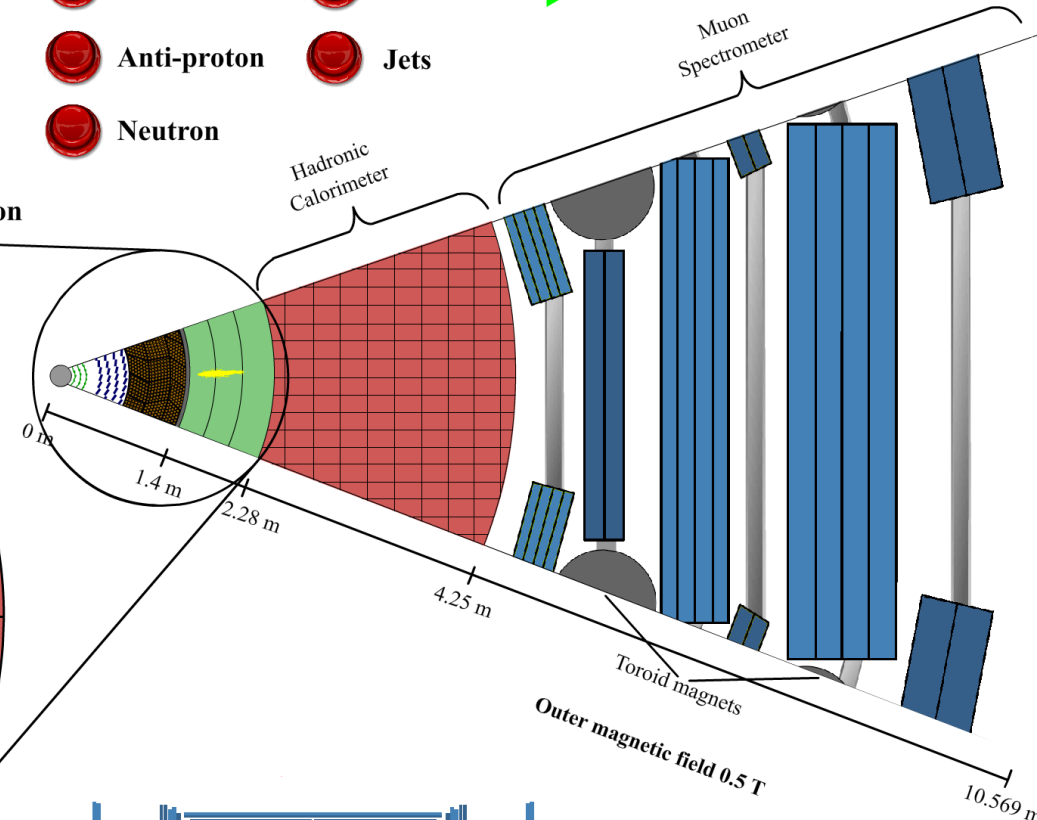 Anti-proton
Jets
Neutron
on
Muon
Spectrometer
Hadronic
Calorimeter
0 m
1.4 m
2.28 m
4.25 m
10.569 m
Toroid magnets
Outer magnetic field 0.5 T